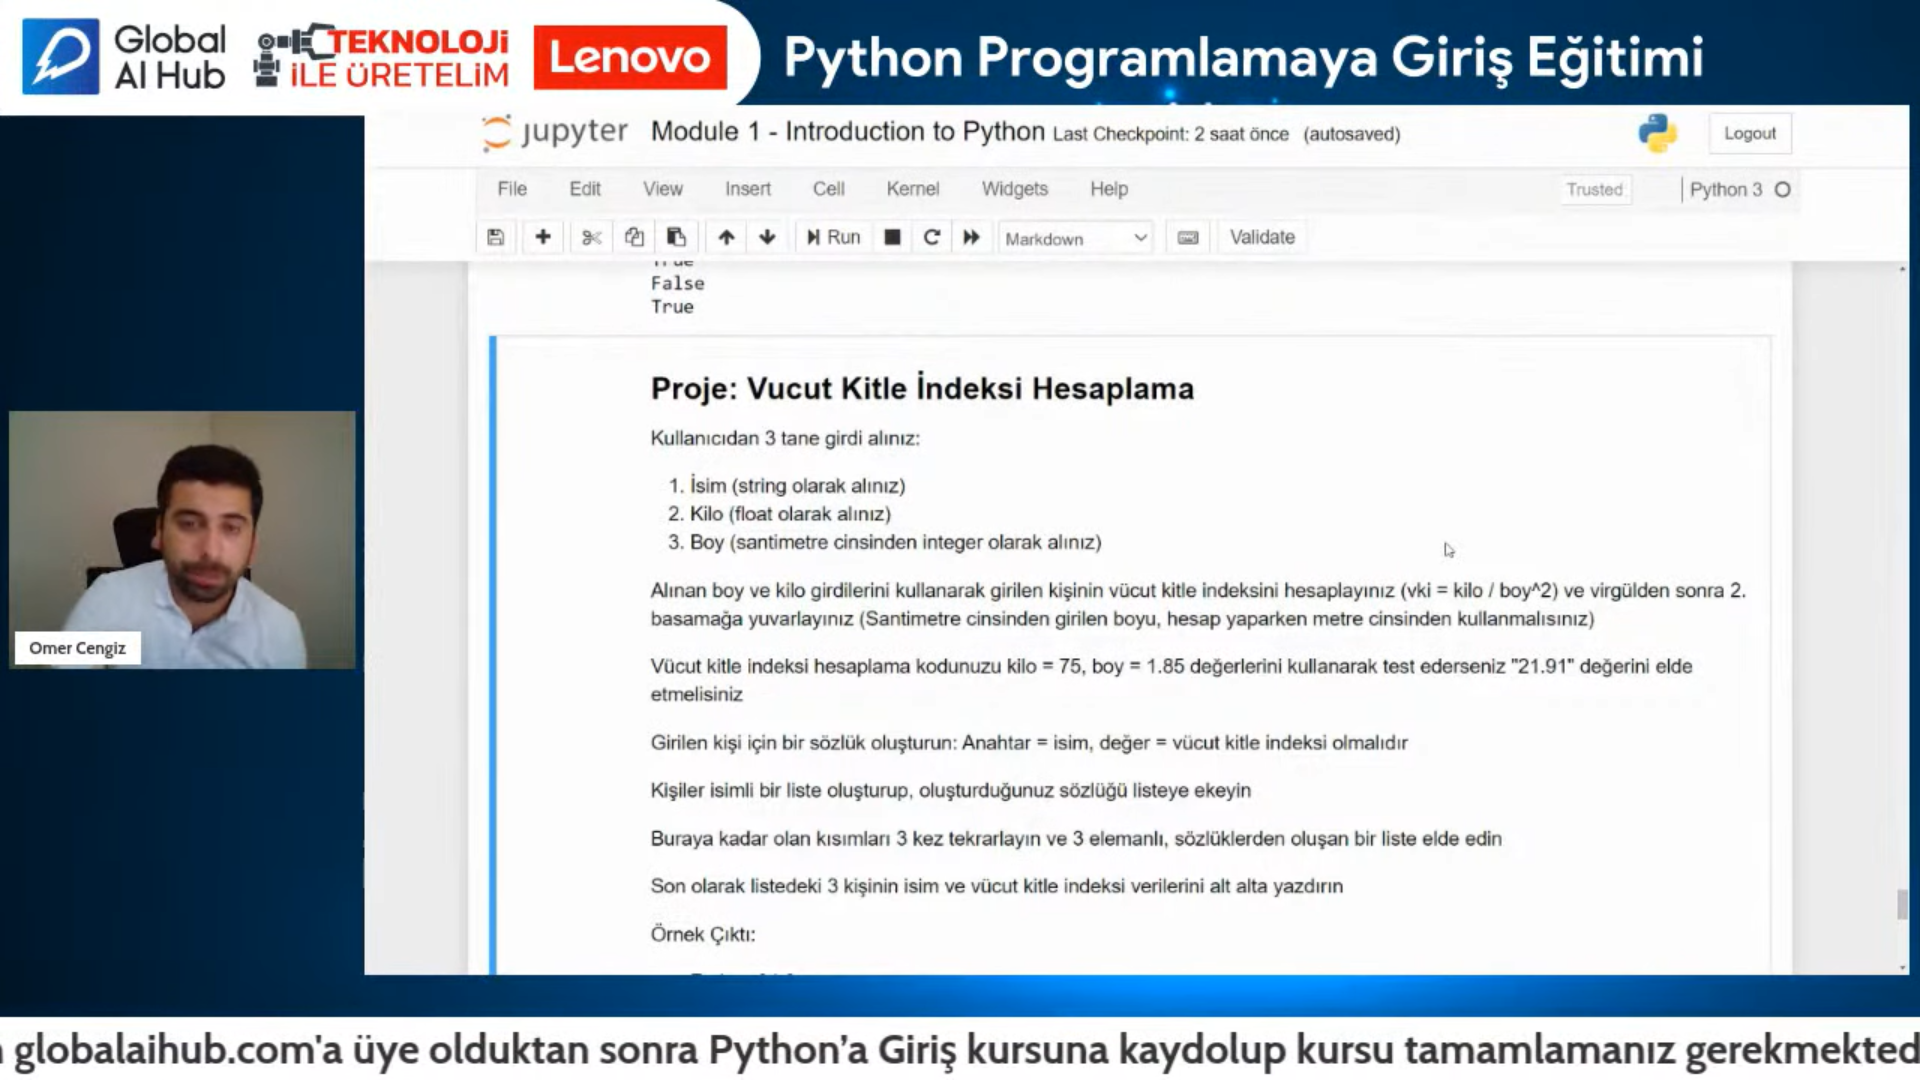 Global
AI Hub
TEKNOLOJİ
İLE ÜRETELİM
Lenovo
Python Programlamaya Giriş Eğitimi
jupyter Module 1 - Introduction to Python Last Checkpoint: 2 saat önce (autosaved)
Logout
File Edit View Insert Cell Kernel Widgets Help
Trusted
Python 3
Run
Markdown
Validate
True
False
True
Proje: Vucut Kitle İndeksi Hesaplama
Kullanıcıdan 3 tane girdi alınız:
1. İsim (string olarak alınız)
2. Kilo (float olarak alınız)
3. Boy (santimetre cinsinden integer olarak alınız)
Alınan boy ve kilo girdilerini kullanarak girilen kişinin vücut kitle indeksini hesaplayınız (vki = kilo / boy^2) ve virgülden sonra 2.
basamağa yuvarlayınız (Santimetre cinsinden girilen boyu, hesap yaparken metre cinsinden kullanmalısınız)
Vücut kitle indeksi hesaplama kodunuzu kilo = 75, boy = 1.85 değerlerini kullanarak test ederseniz "21.91" değerini elde
etmelisiniz
Girilen kişi için bir sözlük oluşturun: Anahtar = isim, değer = vücut kitle indeksi olmalıdır
Kişiler isimli bir liste oluşturup, oluşturduğunuz sözlüğü listeye ekeyin
Buraya kadar olan kısımları 3 kez tekrarlayın ve 3 elemanlı, sözlüklerden oluşan bir liste elde edin
Son olarak listedeki 3 kişinin isim ve vücut kitle indeksi verilerini alt alta yazdırın
Örnek Çıktı:
Omer Cengiz
globalaihub.com'a üye olduktan sonra Python'a Giriş kursuna kaydolup kursu tamamlamanız gerekmekted